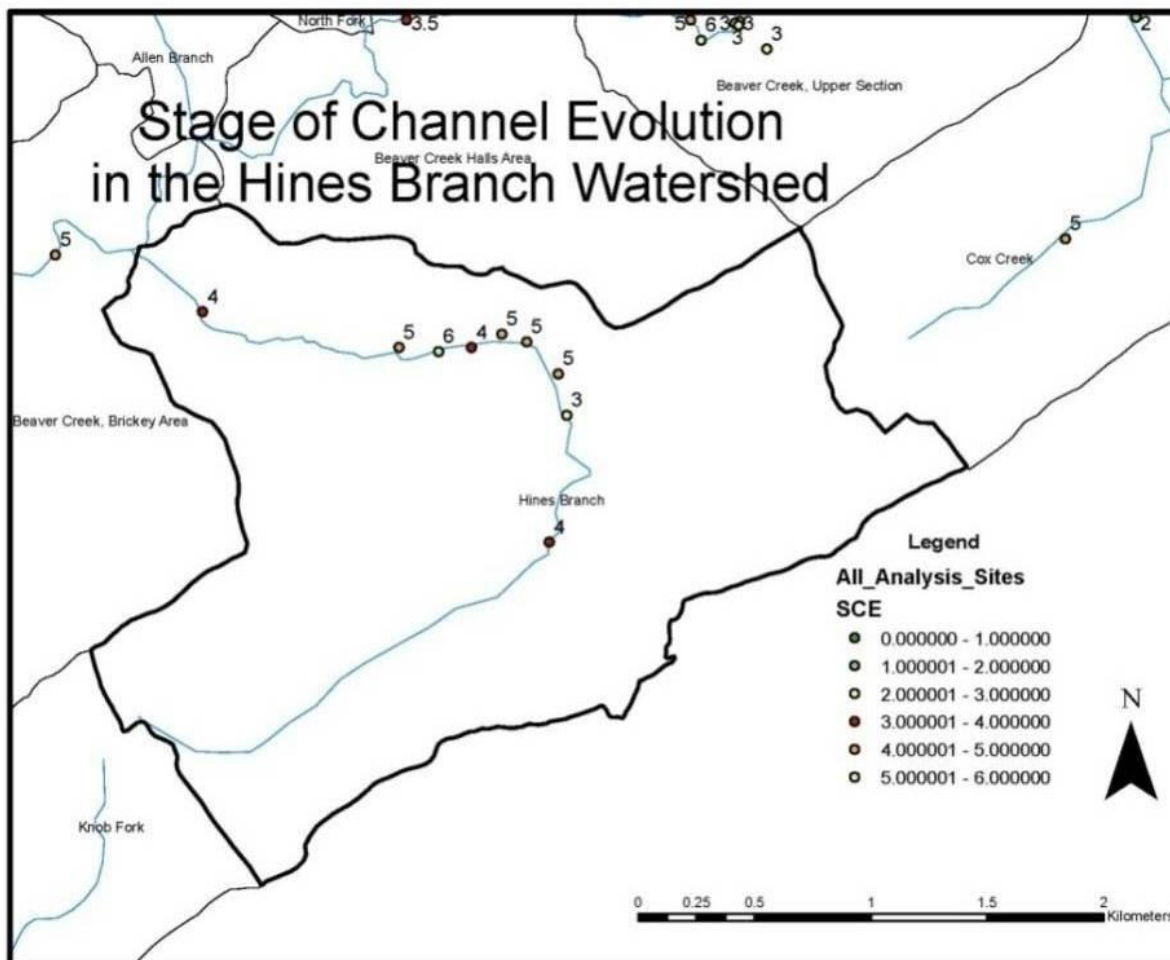 North Fork
3.5
5
6
3
3
3
3
2
Allen Branch
Beaver Creek, Upper Section
Stage of Channel Evolution
Beaver Creek Halls Area
in the Hines Branch Watershed
5
5
Cox Creek
4
5
6
4
5
5
5
3
Beaver Creek, Brickey Area
Hines Branch
4
Legend
All_Analysis_Sites
SCE
0.000000 - 1.000000
1.000001 - 2.000000
2.000001 - 3.000000
3.000001 - 4.000000
4.000001 - 5.000000
5.000001 - 6.000000
N
Knob Fork
0 0.25 0.5 1 1.5 2
Kilometers